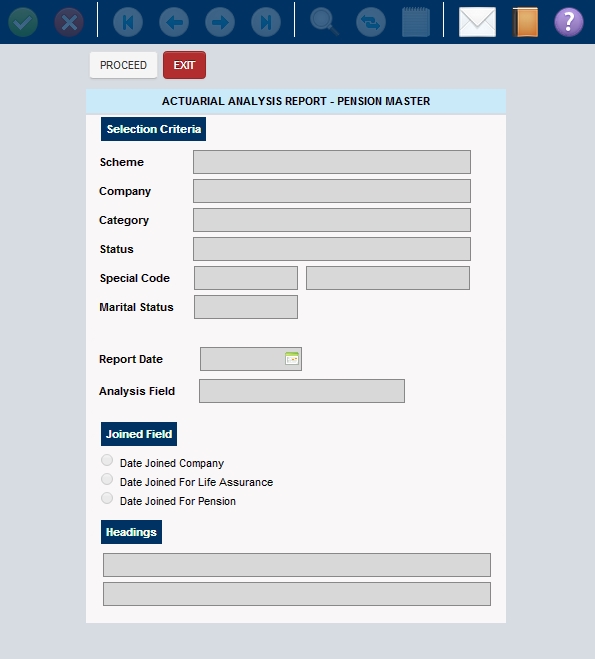 ?
PROCEED EXIT
ACTUARIAL ANALYSIS REPORT - PENSION MASTER
Selection Criteria
Scheme
Company
Category
Status
Special Code
Marital Status
Report Date
Analysis Field
Joined Field
Date Joined Company
Date Joined For Life Assurance
Date Joined For Pension
Headings